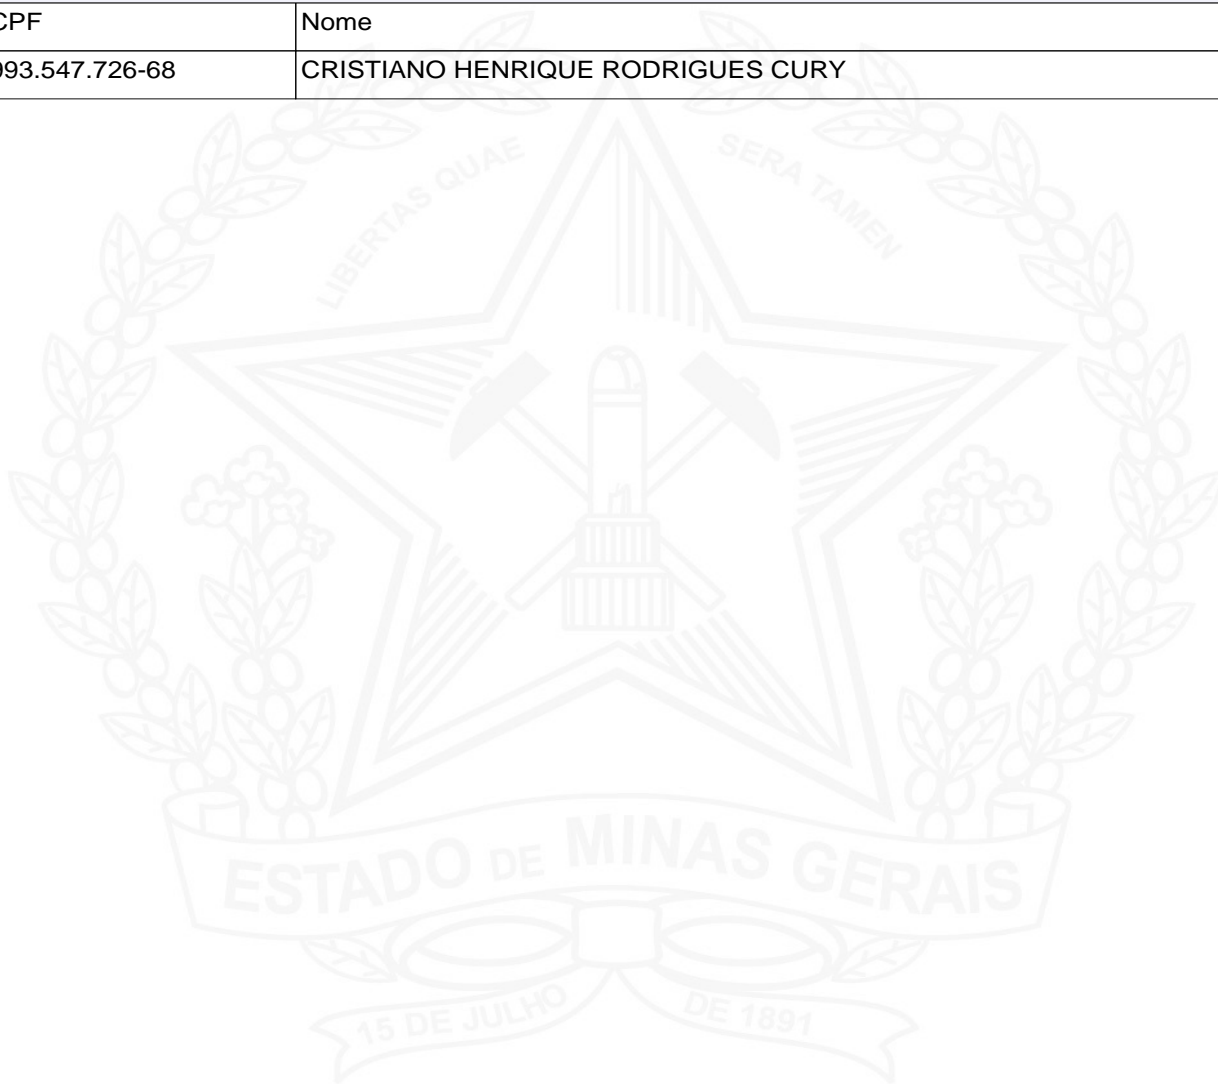 CPF Nome
993.547.726-68 CRISTIANO HENRIQUE RODRIGUES CURY
LIBERTAS QUAE SERA TAMEN
ESTADO DE MINAS GERAIS
15 DE JULHO DE 1891